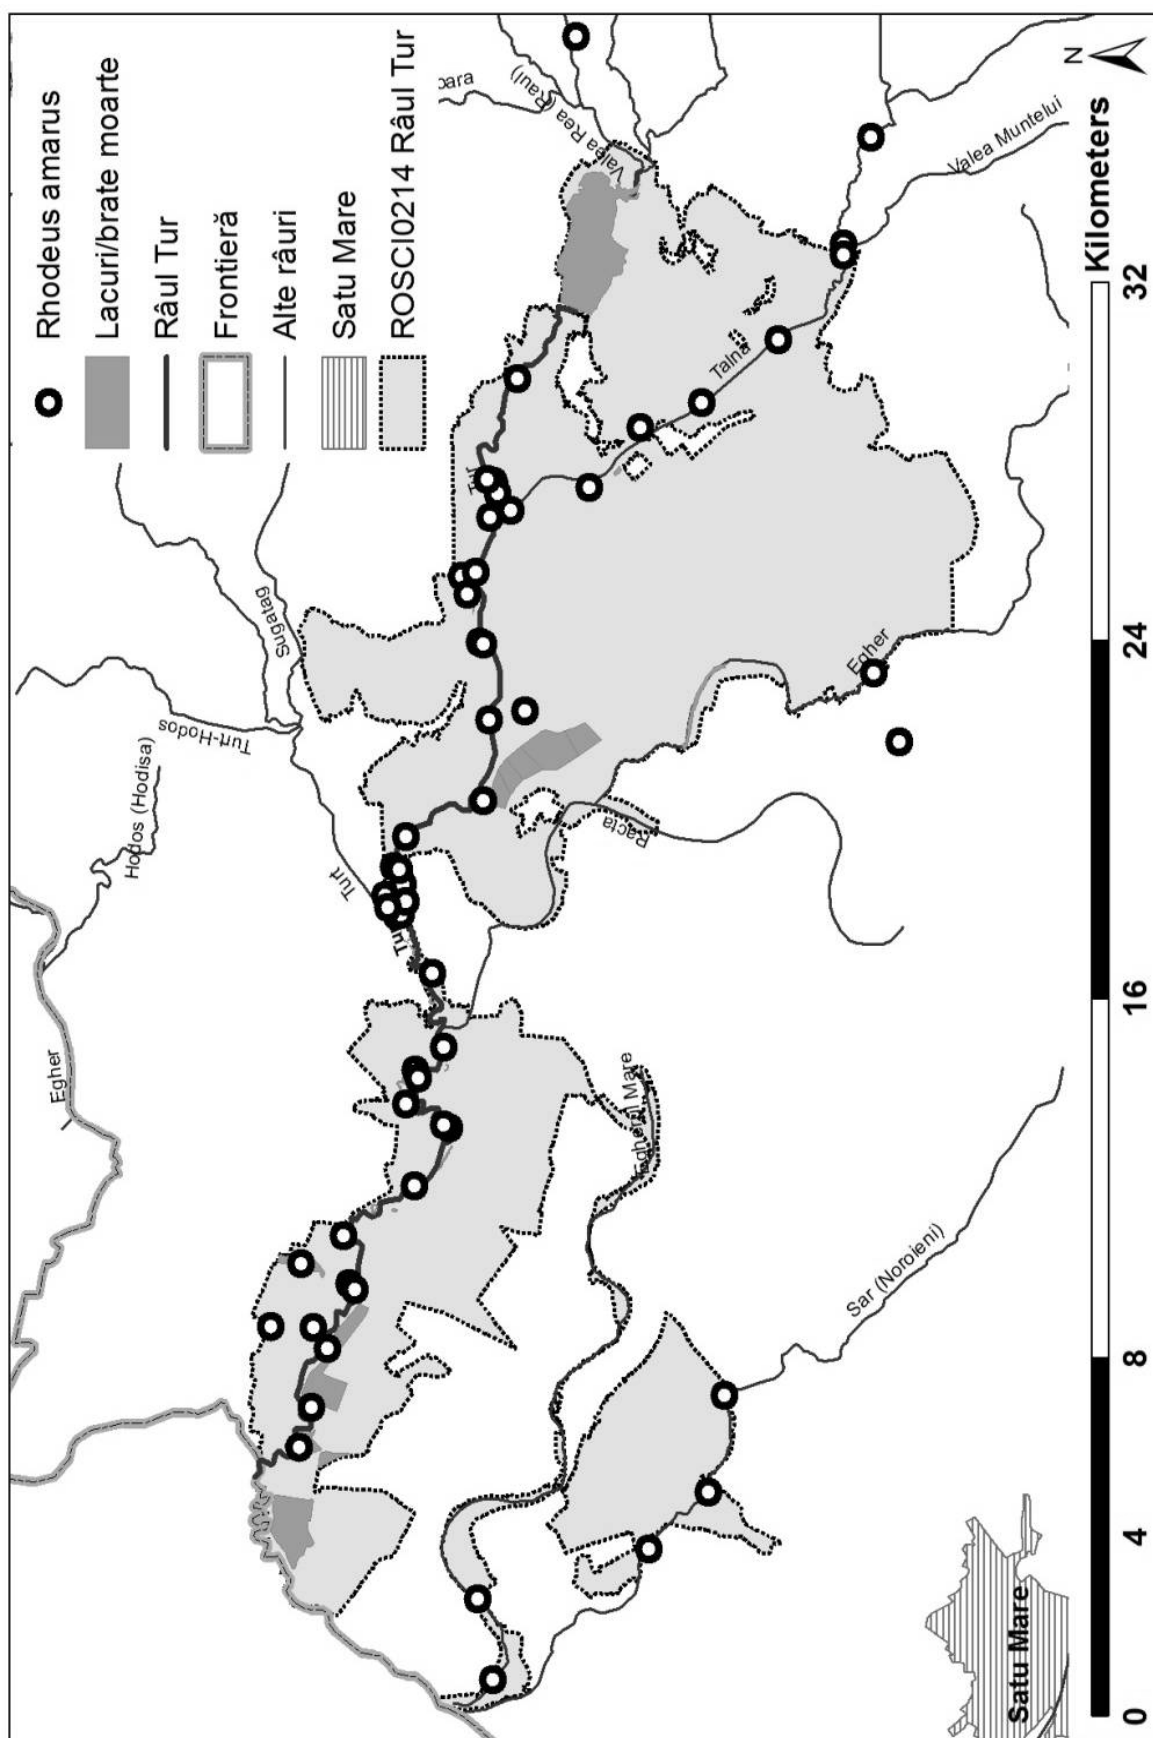 Rhodeus amarus
Lacuri/brate moarte
Râul Tur
Frontieră
Alte râuri
Satu Mare
ROSCI0214 Râul Tur
Egher
Hodos (Hodisa)
Turt-Hodos
Sugatag
Turt
Valea Rea (Raul)
Talna
Valea Muntelui
Racta
Egher
Egherul Mare
Sar (Noroieni)
Satu Mare
N
0 4 8 16 24 32
Kilometers